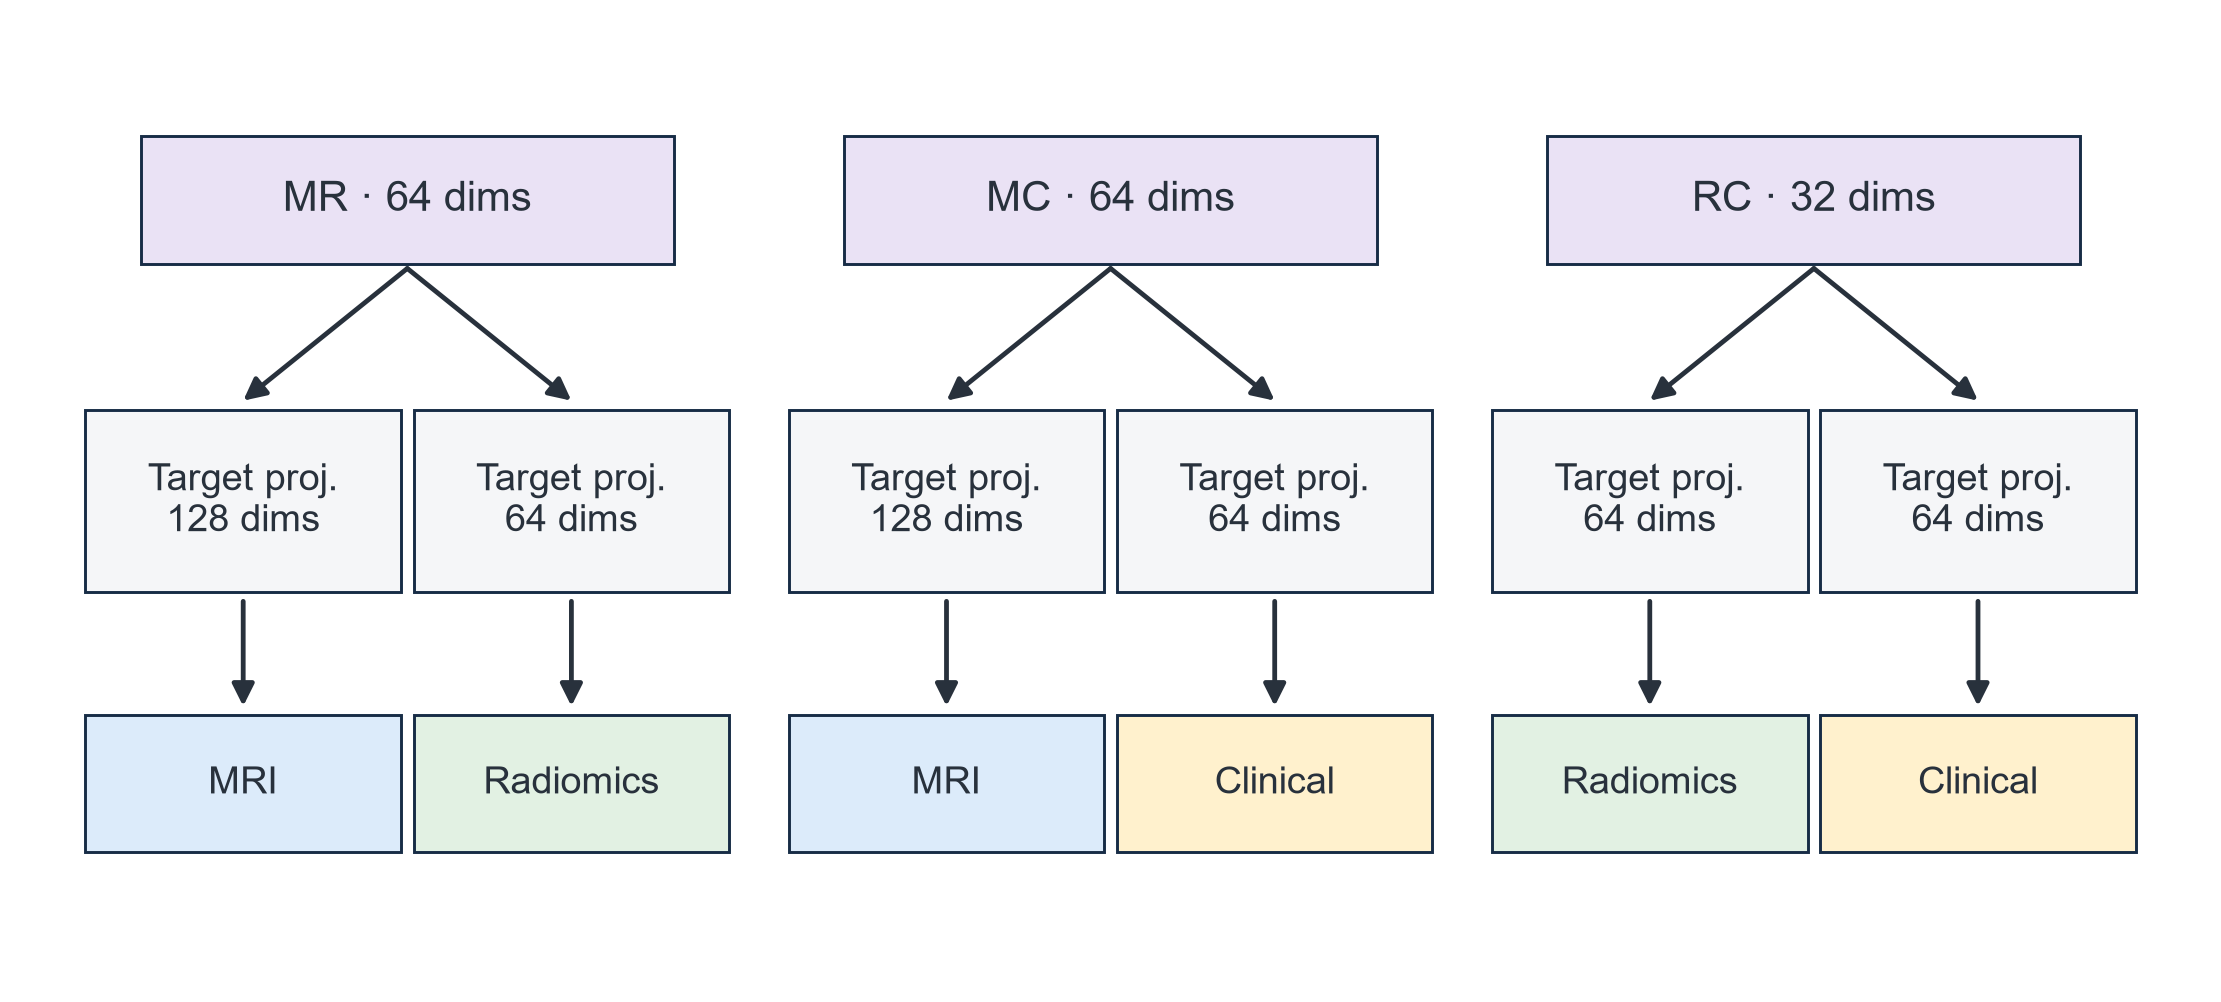 MR · 64 dims
MC · 64 dims
RC · 32 dims
Target proj.
128 dims
Target proj.
64 dims
Target proj.
128 dims
Target proj.
64 dims
Target proj.
64 dims
Target proj.
64 dims
MRI
Radiomics
MRI
Clinical
Radiomics
Clinical